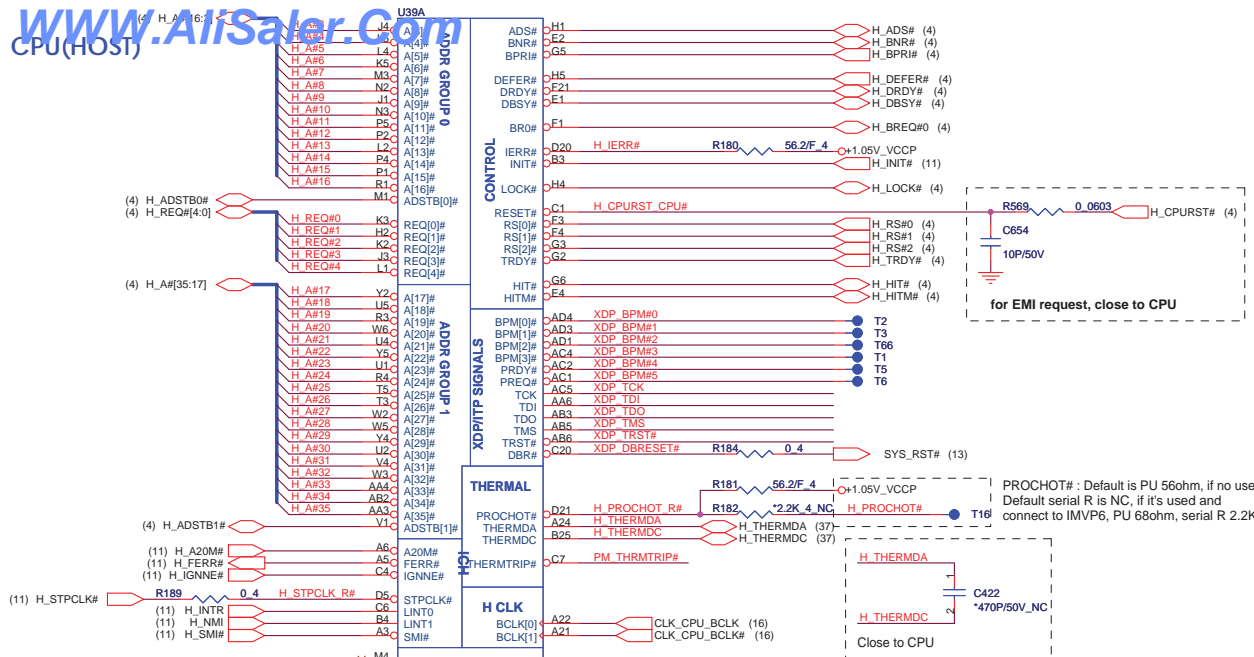 WWW.AliSaler.Com
CPU(HOST)
U39A
(4) H_A#[16:3]
H_A#3 J4 A[3]#
H_A#4 A[4]#
H_A#5 L4 A[5]#
H_A#6 K5 A[6]#
H_A#7 M3 A[7]#
H_A#8 N2 A[8]#
H_A#9 J1 A[9]#
H_A#10 N3 A[10]#
H_A#11 P5 A[11]#
H_A#12 P2 A[12]#
H_A#13 L2 A[13]#
H_A#14 P4 A[14]#
H_A#15 P1 A[15]#
H_A#16 R1 A[16]#
(4) H_ADSTB0# M1 ADSTB[0]#
(4) H_REQ#[4:0]
H_REQ#0 K3 REQ[0]#
H_REQ#1 H2 REQ[1]#
H_REQ#2 K2 REQ[2]#
H_REQ#3 J3 REQ[3]#
H_REQ#4 L1 REQ[4]#
(4) H_A#[35:17]
H_A#17 Y2 A[17]#
H_A#18 U5 A[18]#
H_A#19 R3 A[19]#
H_A#20 W6 A[20]#
H_A#21 U4 A[21]#
H_A#22 Y5 A[22]#
H_A#23 U1 A[23]#
H_A#24 R4 A[24]#
H_A#25 T5 A[25]#
H_A#26 T3 A[26]#
H_A#27 W2 A[27]#
H_A#28 W5 A[28]#
H_A#29 Y4 A[29]#
H_A#30 U2 A[30]#
H_A#31 V4 A[31]#
H_A#32 W3 A[32]#
H_A#33 AA4 A[33]#
H_A#34 AB2 A[34]#
H_A#35 AA3 A[35]#
(4) H_ADSTB1# V1 ADSTB[1]#
(11) H_A20M# A6 A20M#
(11) H_FERR# A5 FERR#
(11) H_IGNNE# C4 IGNNE#
(11) H_STPCLK# R189 0_4 H_STPCLK_R# D5 STPCLK#
(11) H_INTR C6 LINT0
(11) H_NMI B4 LINT1
(11) H_SMI# A3 SMI#
M4
ADDR GROUP 0
ADDR GROUP 1
CONTROL
XDP/ITP SIGNALS
THERMAL
ICH
H CLK
ADS# H1 H_ADS# (4)
BNR# E2 H_BNR# (4)
BPRI# G5 H_BPRI# (4)
DEFER# H5 H_DEFER# (4)
DRDY# F21 H_DRDY# (4)
DBSY# E1 H_DBSY# (4)
BR0# F1 H_BREQ#0 (4)
IERR# D20 H_IERR# R180 56.2/F_4 +1.05V_VCCP
INIT# B3 H_INIT# (11)
LOCK# H4 H_LOCK# (4)
RESET# C1 H_CPURST_CPU# R569 0_0603 H_CPURST# (4)
RS[0]# F3 H_RS#0 (4)
RS[1]# F4 H_RS#1 (4)
RS[2]# G3 H_RS#2 (4)
TRDY# G2 H_TRDY# (4)
C654
10P/50V
for EMI request, close to CPU
HIT# G6 H_HIT# (4)
HITM# E4 H_HITM# (4)
BPM[0]# AD4 XDP_BPM#0 T2
BPM[1]# AD3 XDP_BPM#1 T3
BPM[2]# AD1 XDP_BPM#2 T66
BPM[3]# AC4 XDP_BPM#3 T1
PRDY# AC2 XDP_BPM#4 T5
PREQ# AC1 XDP_BPM#5 T6
TCK AC5 XDP_TCK
TDI AA6 XDP_TDI
TDO AB3 XDP_TDO
TMS AB5 XDP_TMS
TRST# AB6 XDP_TRST#
DBR# C20 XDP_DBRESET# R184 0_4 SYS_RST# (13)
R181 56.2/F_4 +1.05V_VCCP
PROCHOT# D21 H_PROCHOT_R# R182 *2.2K_4_NC H_PROCHOT# T16
THERMDA A24 H_THERMDA H_THERMDA (37)
THERMDC B25 H_THERMDC H_THERMDC (37)
THERMTRIP# C7 PM_THRMTRIP#
BCLK[0] A22 CLK_CPU_BCLK (16)
BCLK[1] A21 CLK_CPU_BCLK# (16)
PROCHOT# : Default is PU 56ohm, if no use
Default serial R is NC, if it's used and
connect to IMVP6, PU 68ohm, serial R 2.2K
H_THERMDA
1
C422
*470P/50V_NC
2
H_THERMDC
Close to CPU